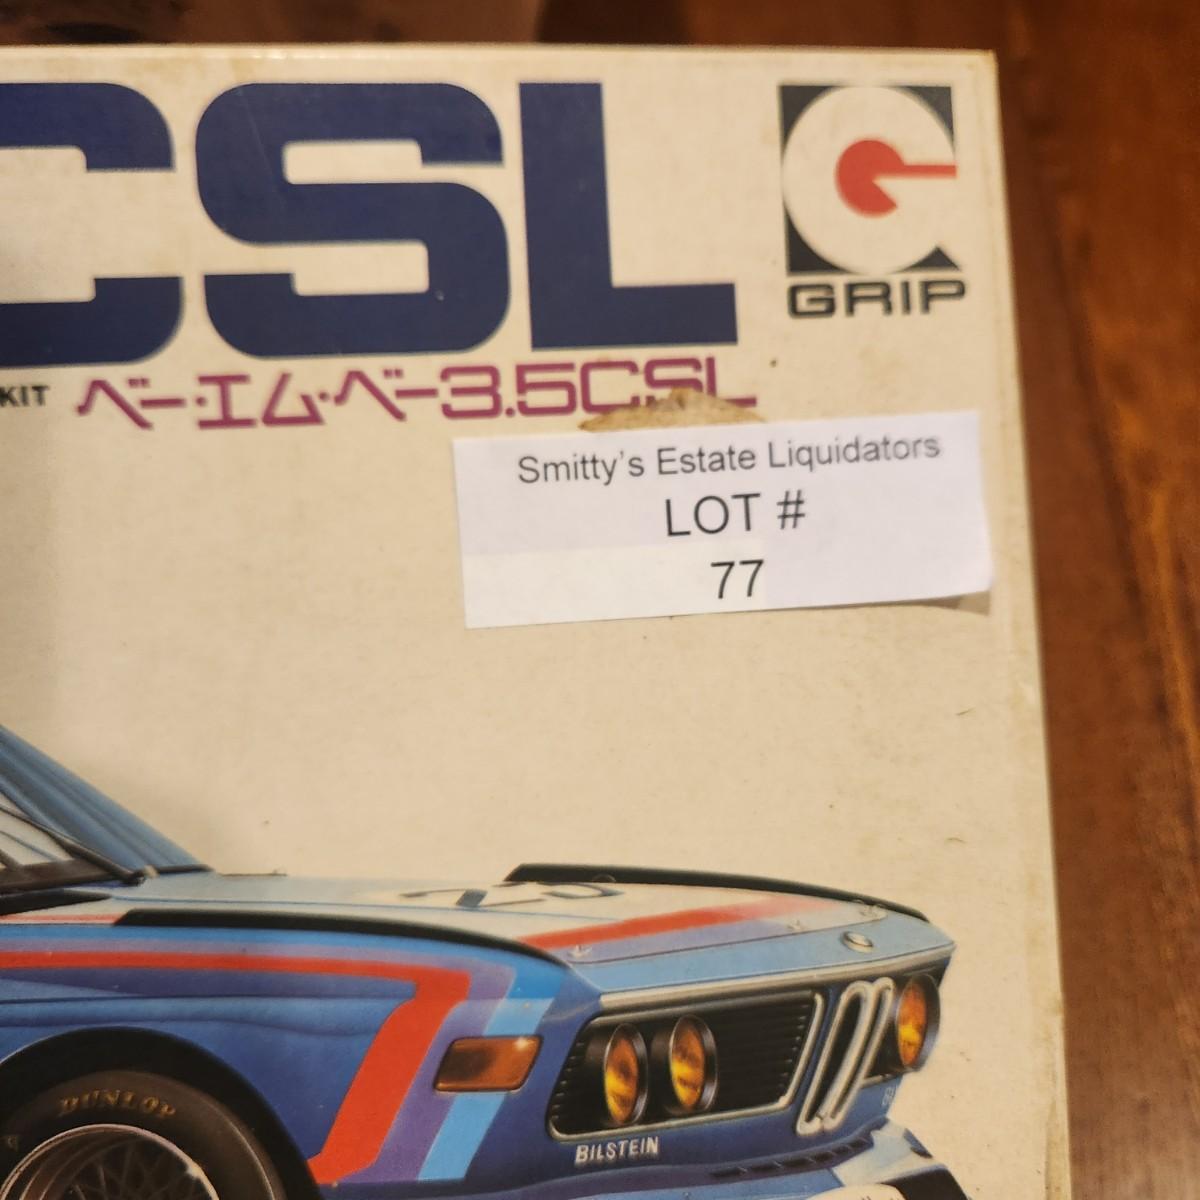 CSL
GRIP
KIT ベー・エム・ベー3.5CSL
Smitty's Estate Liquidators
LOT #
77
DUNLOP
BILSTEIN